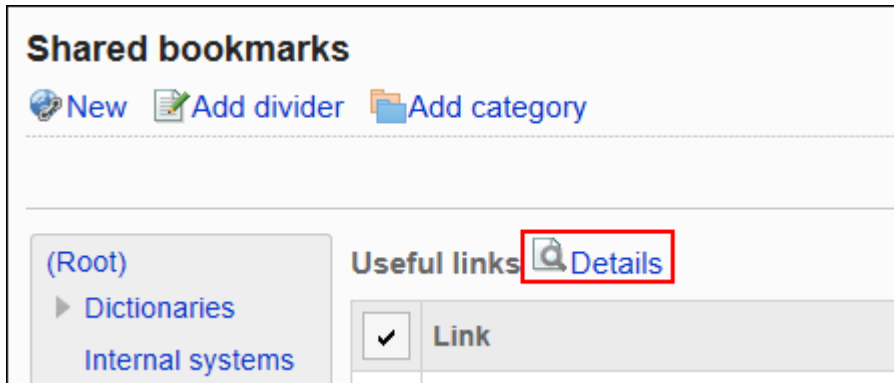 Shared bookmarks
New Add divider Add category
(Root)
Dictionaries
Internal systems
Useful links Details
Link